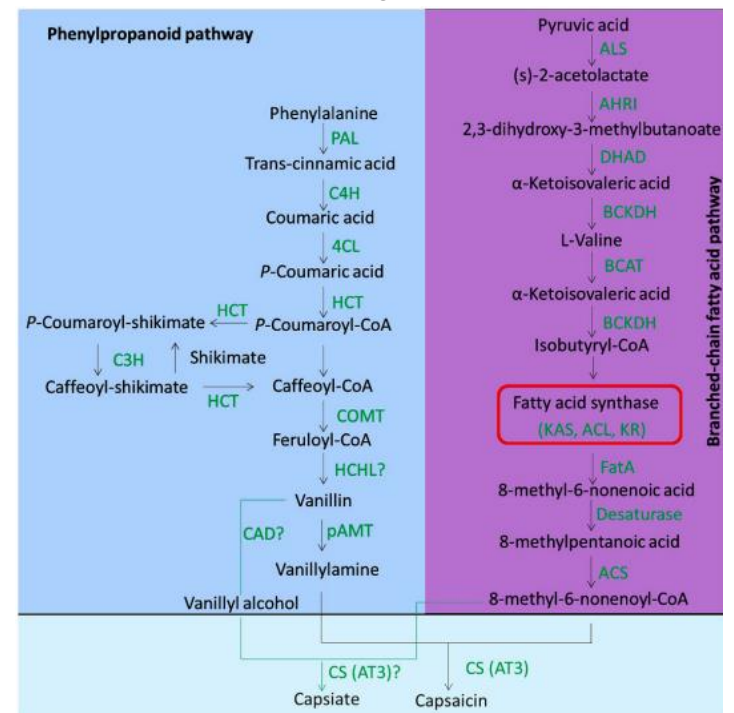 Phenylpropanoid pathway
Phenylalanine
PAL
Trans-cinnamic acid
C4H
Coumaric acid
4CL
P-Coumaric acid
HCT
P-Coumaroyl-shikimate
HCT
P-Coumaroyl-CoA
C3H
Shikimate
Caffeoyl-shikimate
HCT
Caffeoyl-CoA
COMT
Feruloyl-CoA
HCHL?
Vanillin
CAD?
pAMT
Vanillylamine
Vanillyl alcohol
Pyruvic acid
ALS
(s)-2-acetolactate
AHRI
2,3-dihydroxy-3-methylbutanoate
DHAD
α-Ketoisovaleric acid
BCKDH
L-Valine
BCAT
α-Ketoisovaleric acid
BCKDH
Isobutyryl-CoA
Fatty acid synthase
(KAS, ACL, KR)
FatA
8-methyl-6-nonenoic acid
Desaturase
8-methylpentanoic acid
ACS
8-methyl-6-nonenoyl-CoA
Branched-chain fatty acid pathway
CS (AT3)?
CS (AT3)
Capsiate
Capsaicin